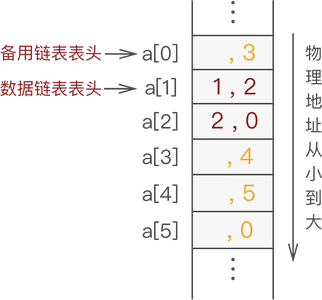 备用链表表头 a[0] ,3
数据链表表头 a[1] 1,2
a[2] 2,0
a[3] ,4
a[4] ,5
a[5] ,0
物理地址从小到大